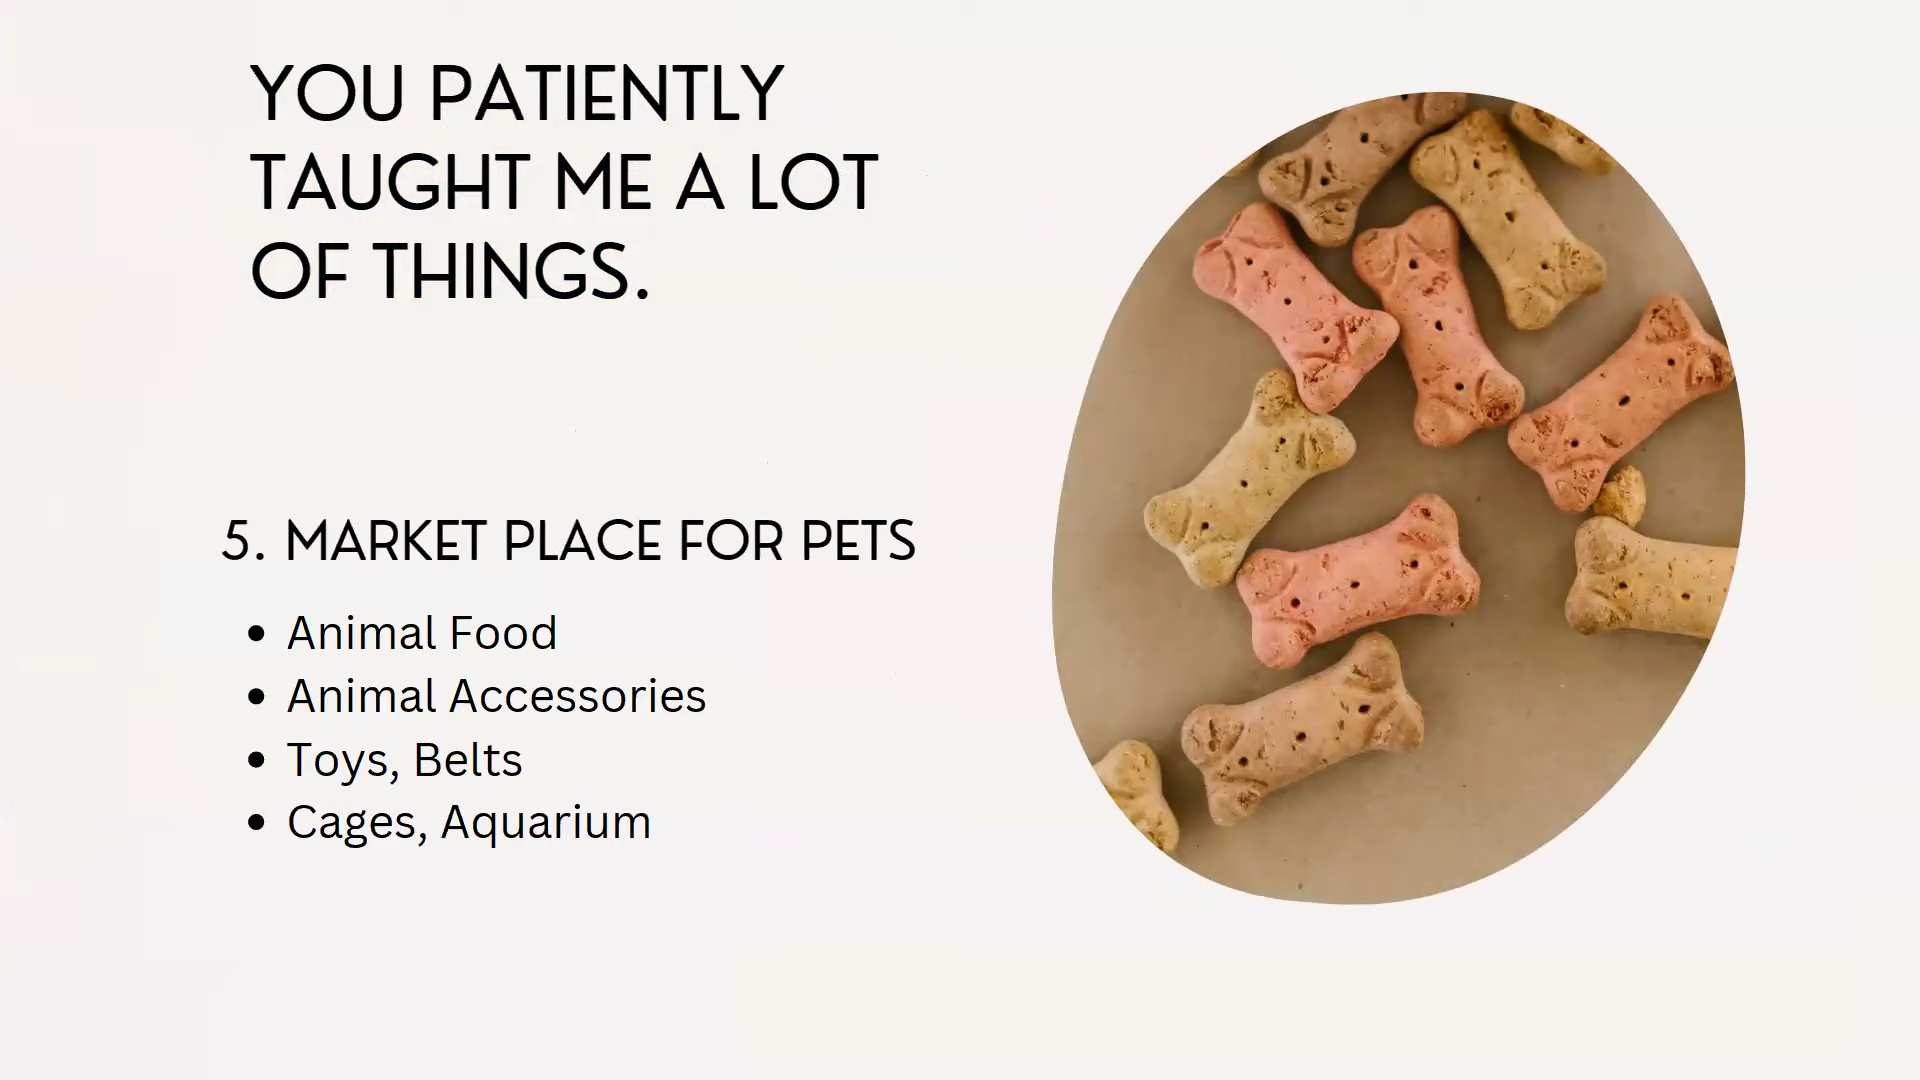 YOU PATIENTLY
TAUGHT ME A LOT
OF THINGS.
5. MARKET PLACE FOR PETS
• Animal Food
• Animal Accessories
• Toys, Belts
• Cages, Aquarium